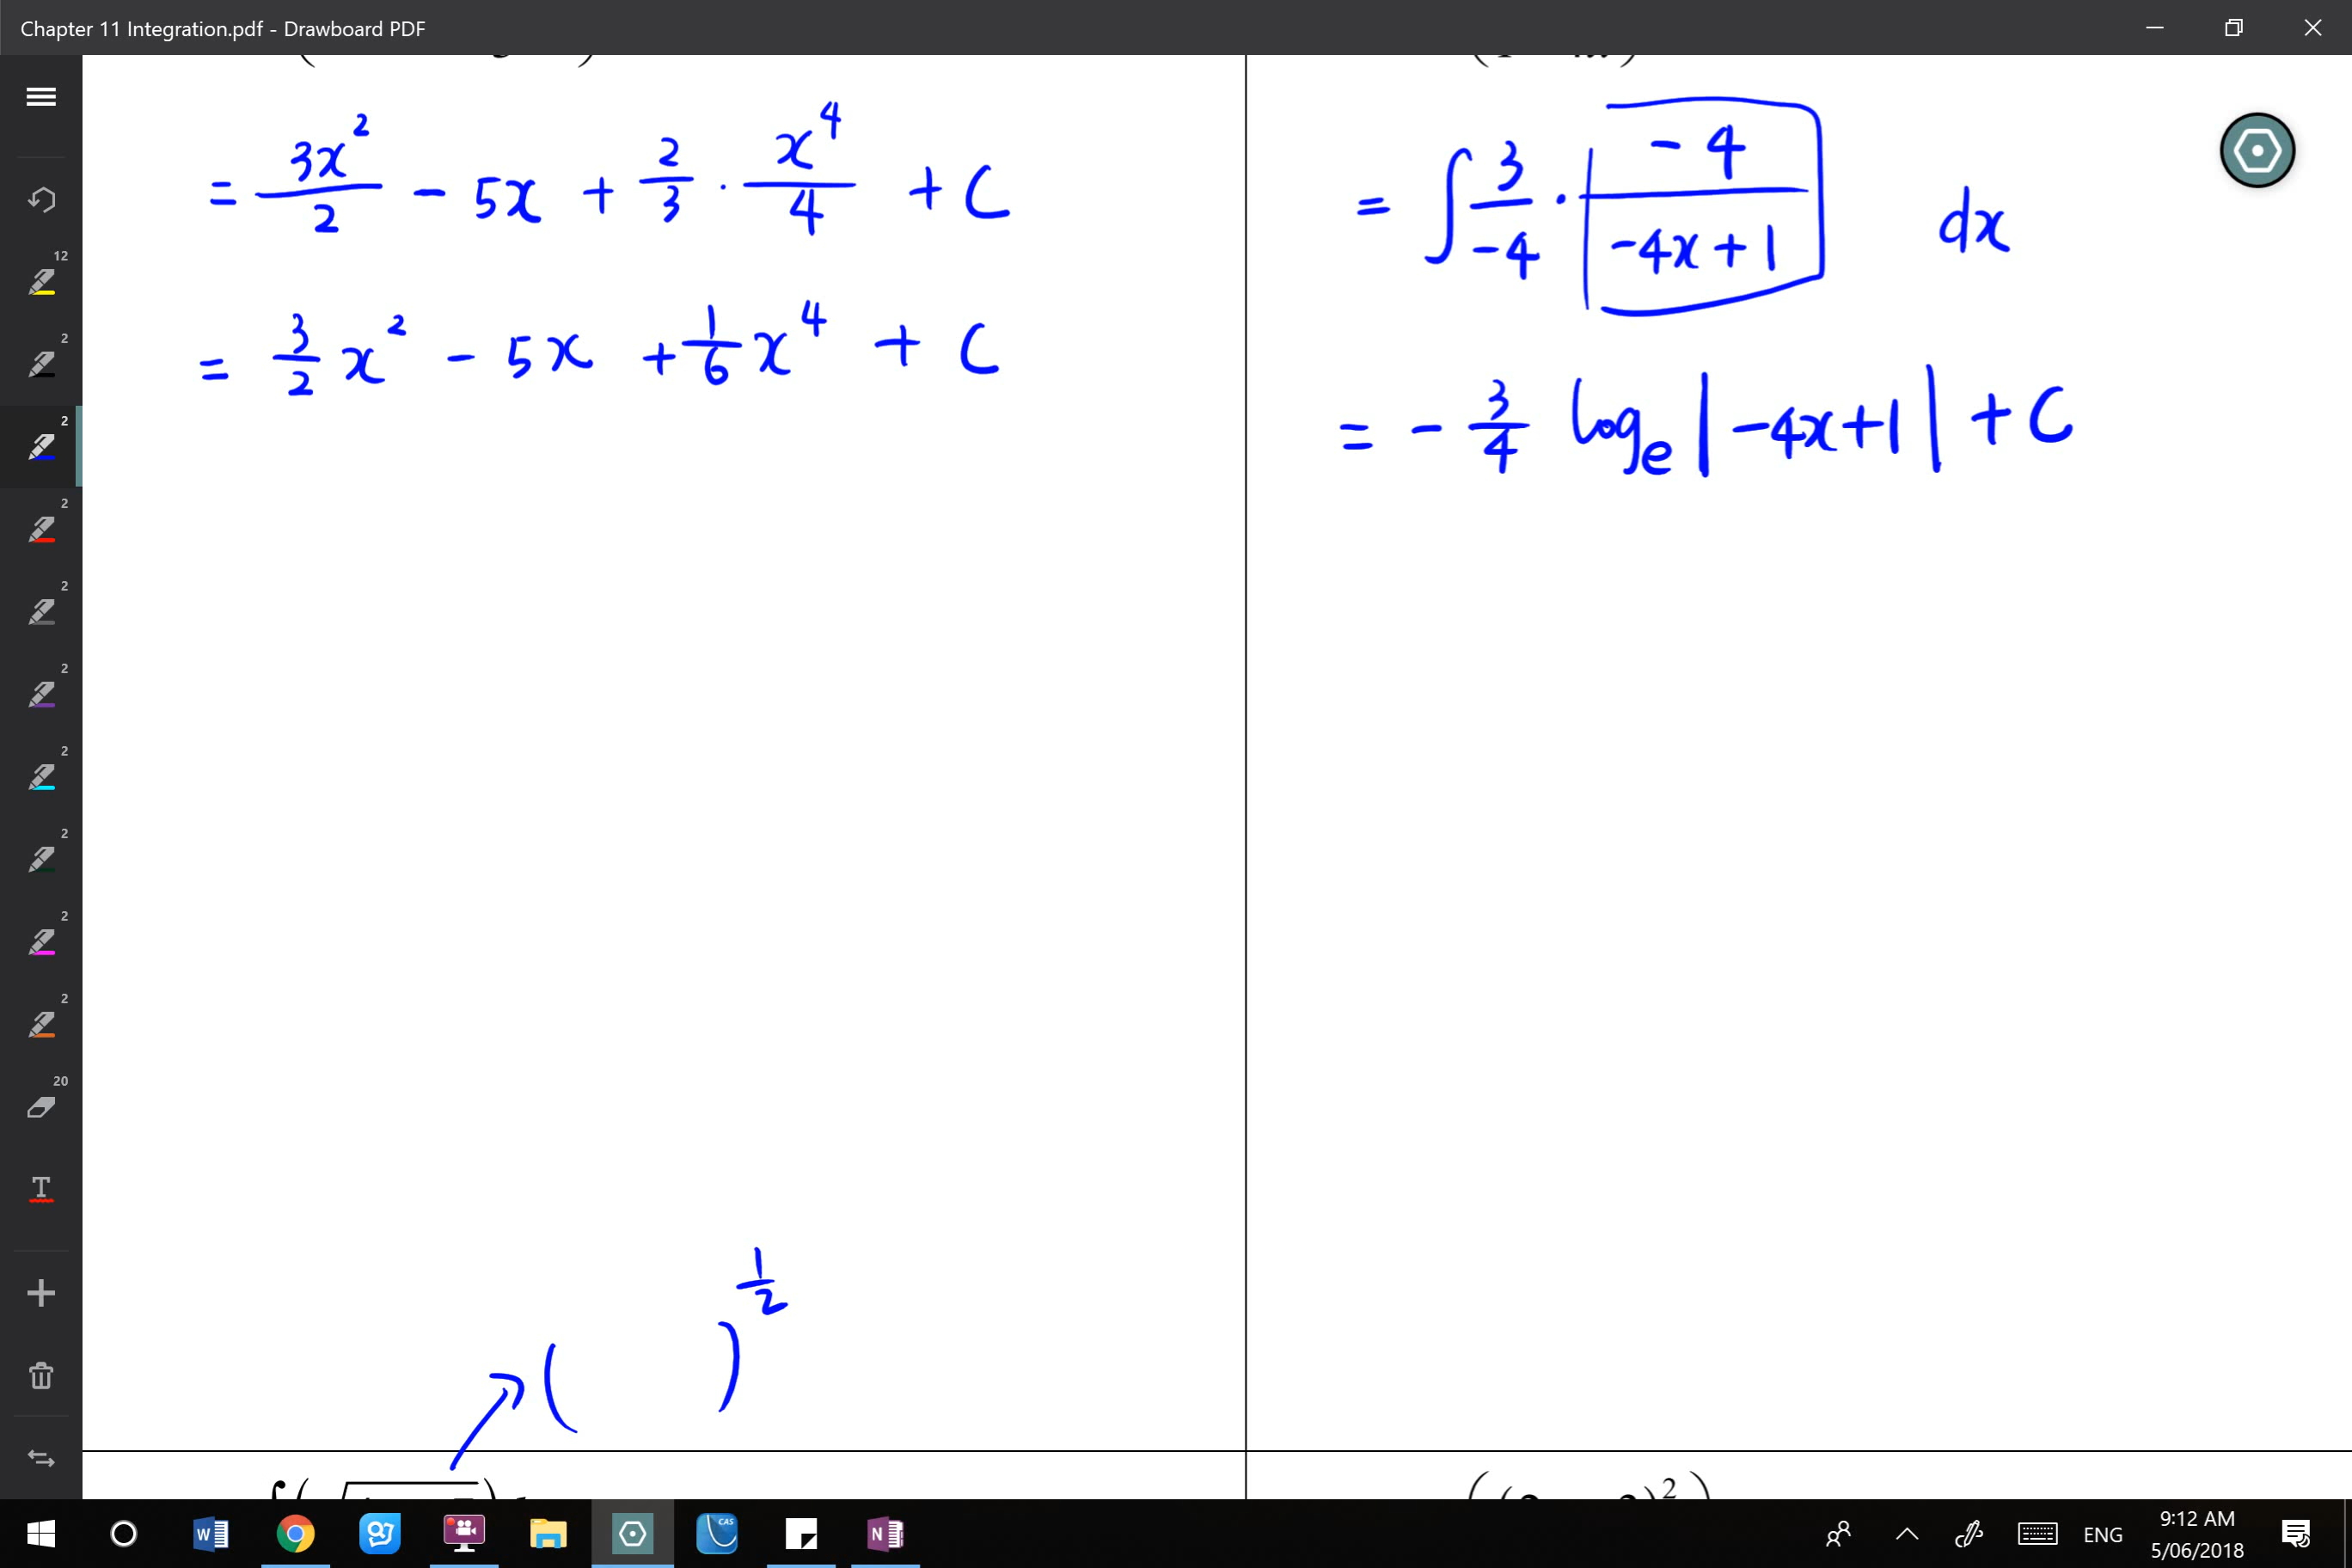 Chapter 11 Integration.pdf - Drawboard PDF
= 3x²/2 - 5x + 2/3 · x⁴/4 + C
= 3/2 x² - 5x + 1/6 x⁴ + C
( )^1/2
= ∫ 3/-4 · -4/-4x+1 dx
= - 3/4 logₑ |-4x+1| + C
12
2
2
2
2
2
2
2
2
2
20
T
W
CAS
N
ENG
9:12 AM
5/06/2018